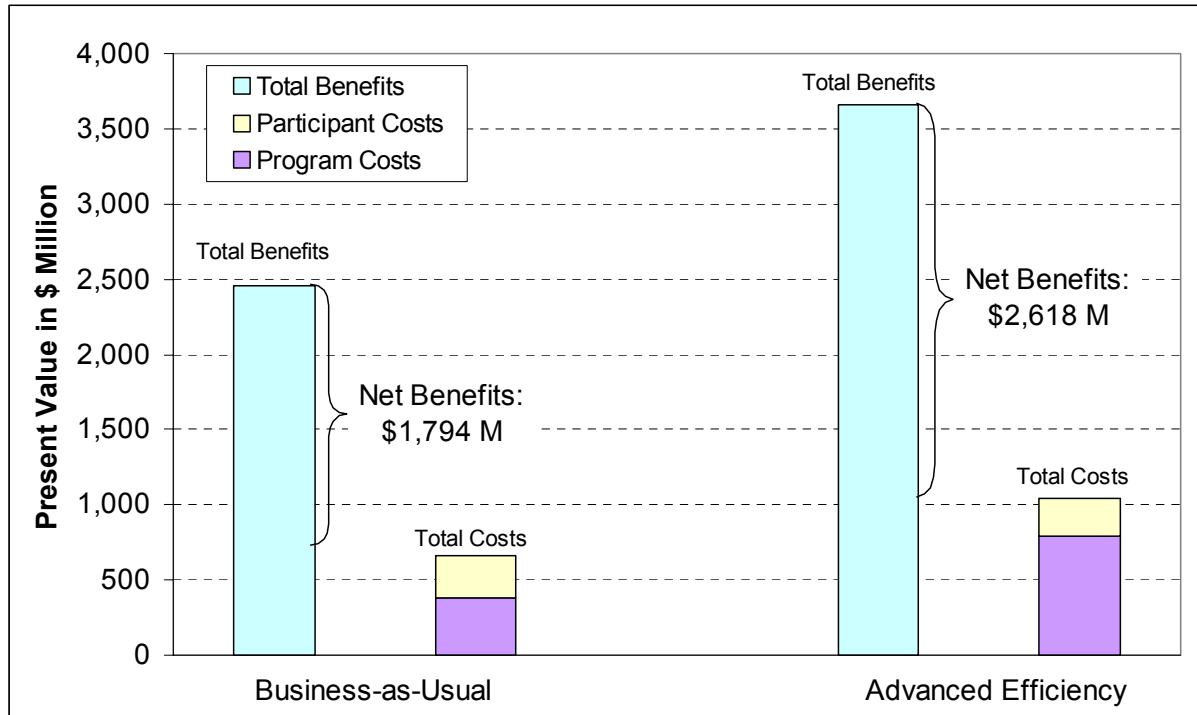 Present Value in $ Million
4,000
3,500
3,000
2,500
2,000
1,500
1,000
500
0
Total Benefits
Participant Costs
Program Costs
Total Benefits
Net Benefits:
$1,794 M
Total Costs
Total Benefits
Net Benefits:
$2,618 M
Total Costs
Business-as-Usual
Advanced Efficiency